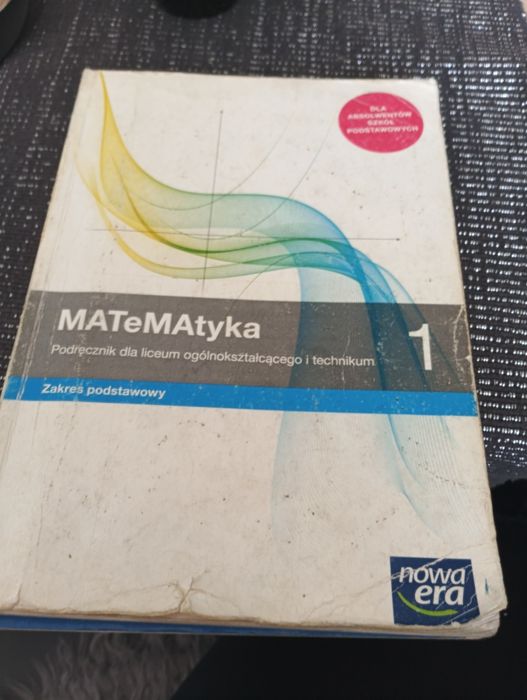 DLA
ABSOLWENTÓW
SZKÓŁ
PODSTAWOWYCH
MATeMAtyka
1
Podręcznik dla liceum ogólnokształcącego i technikum
Zakres podstawowy
nowa
era